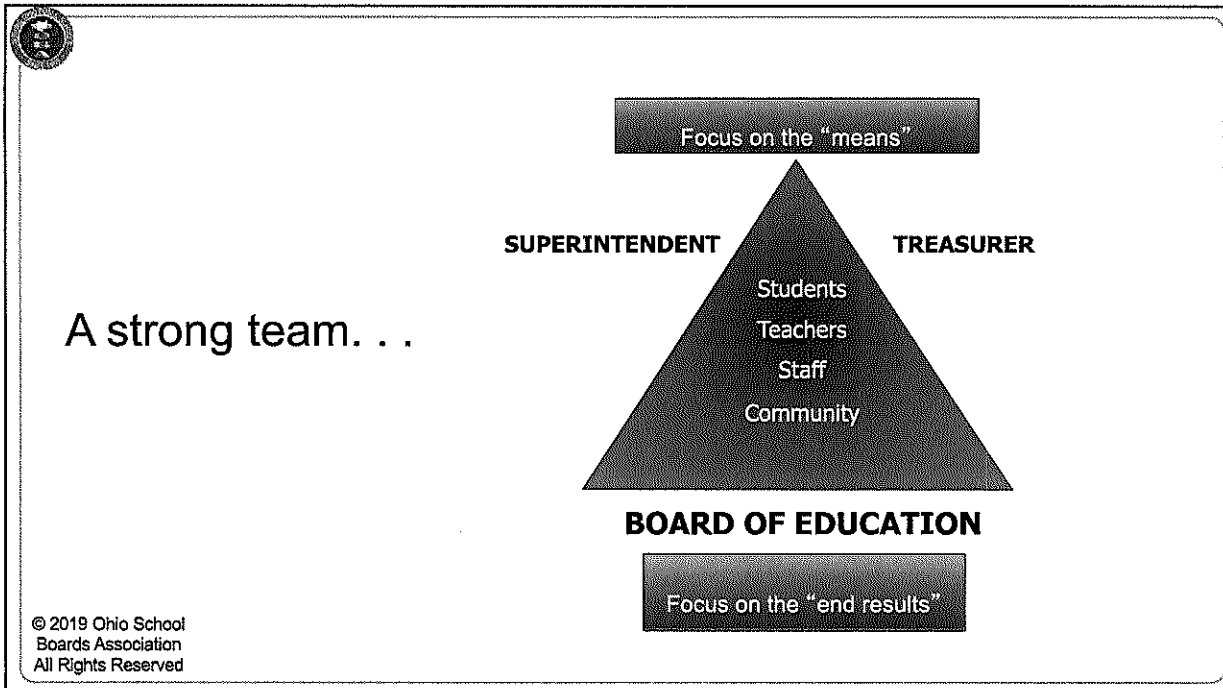 Focus on the “means”
SUPERINTENDENT
TREASURER
Students
Teachers
Staff
Community
A strong team. . .
BOARD OF EDUCATION
Focus on the “end results”
© 2019 Ohio School
Boards Association
All Rights Reserved